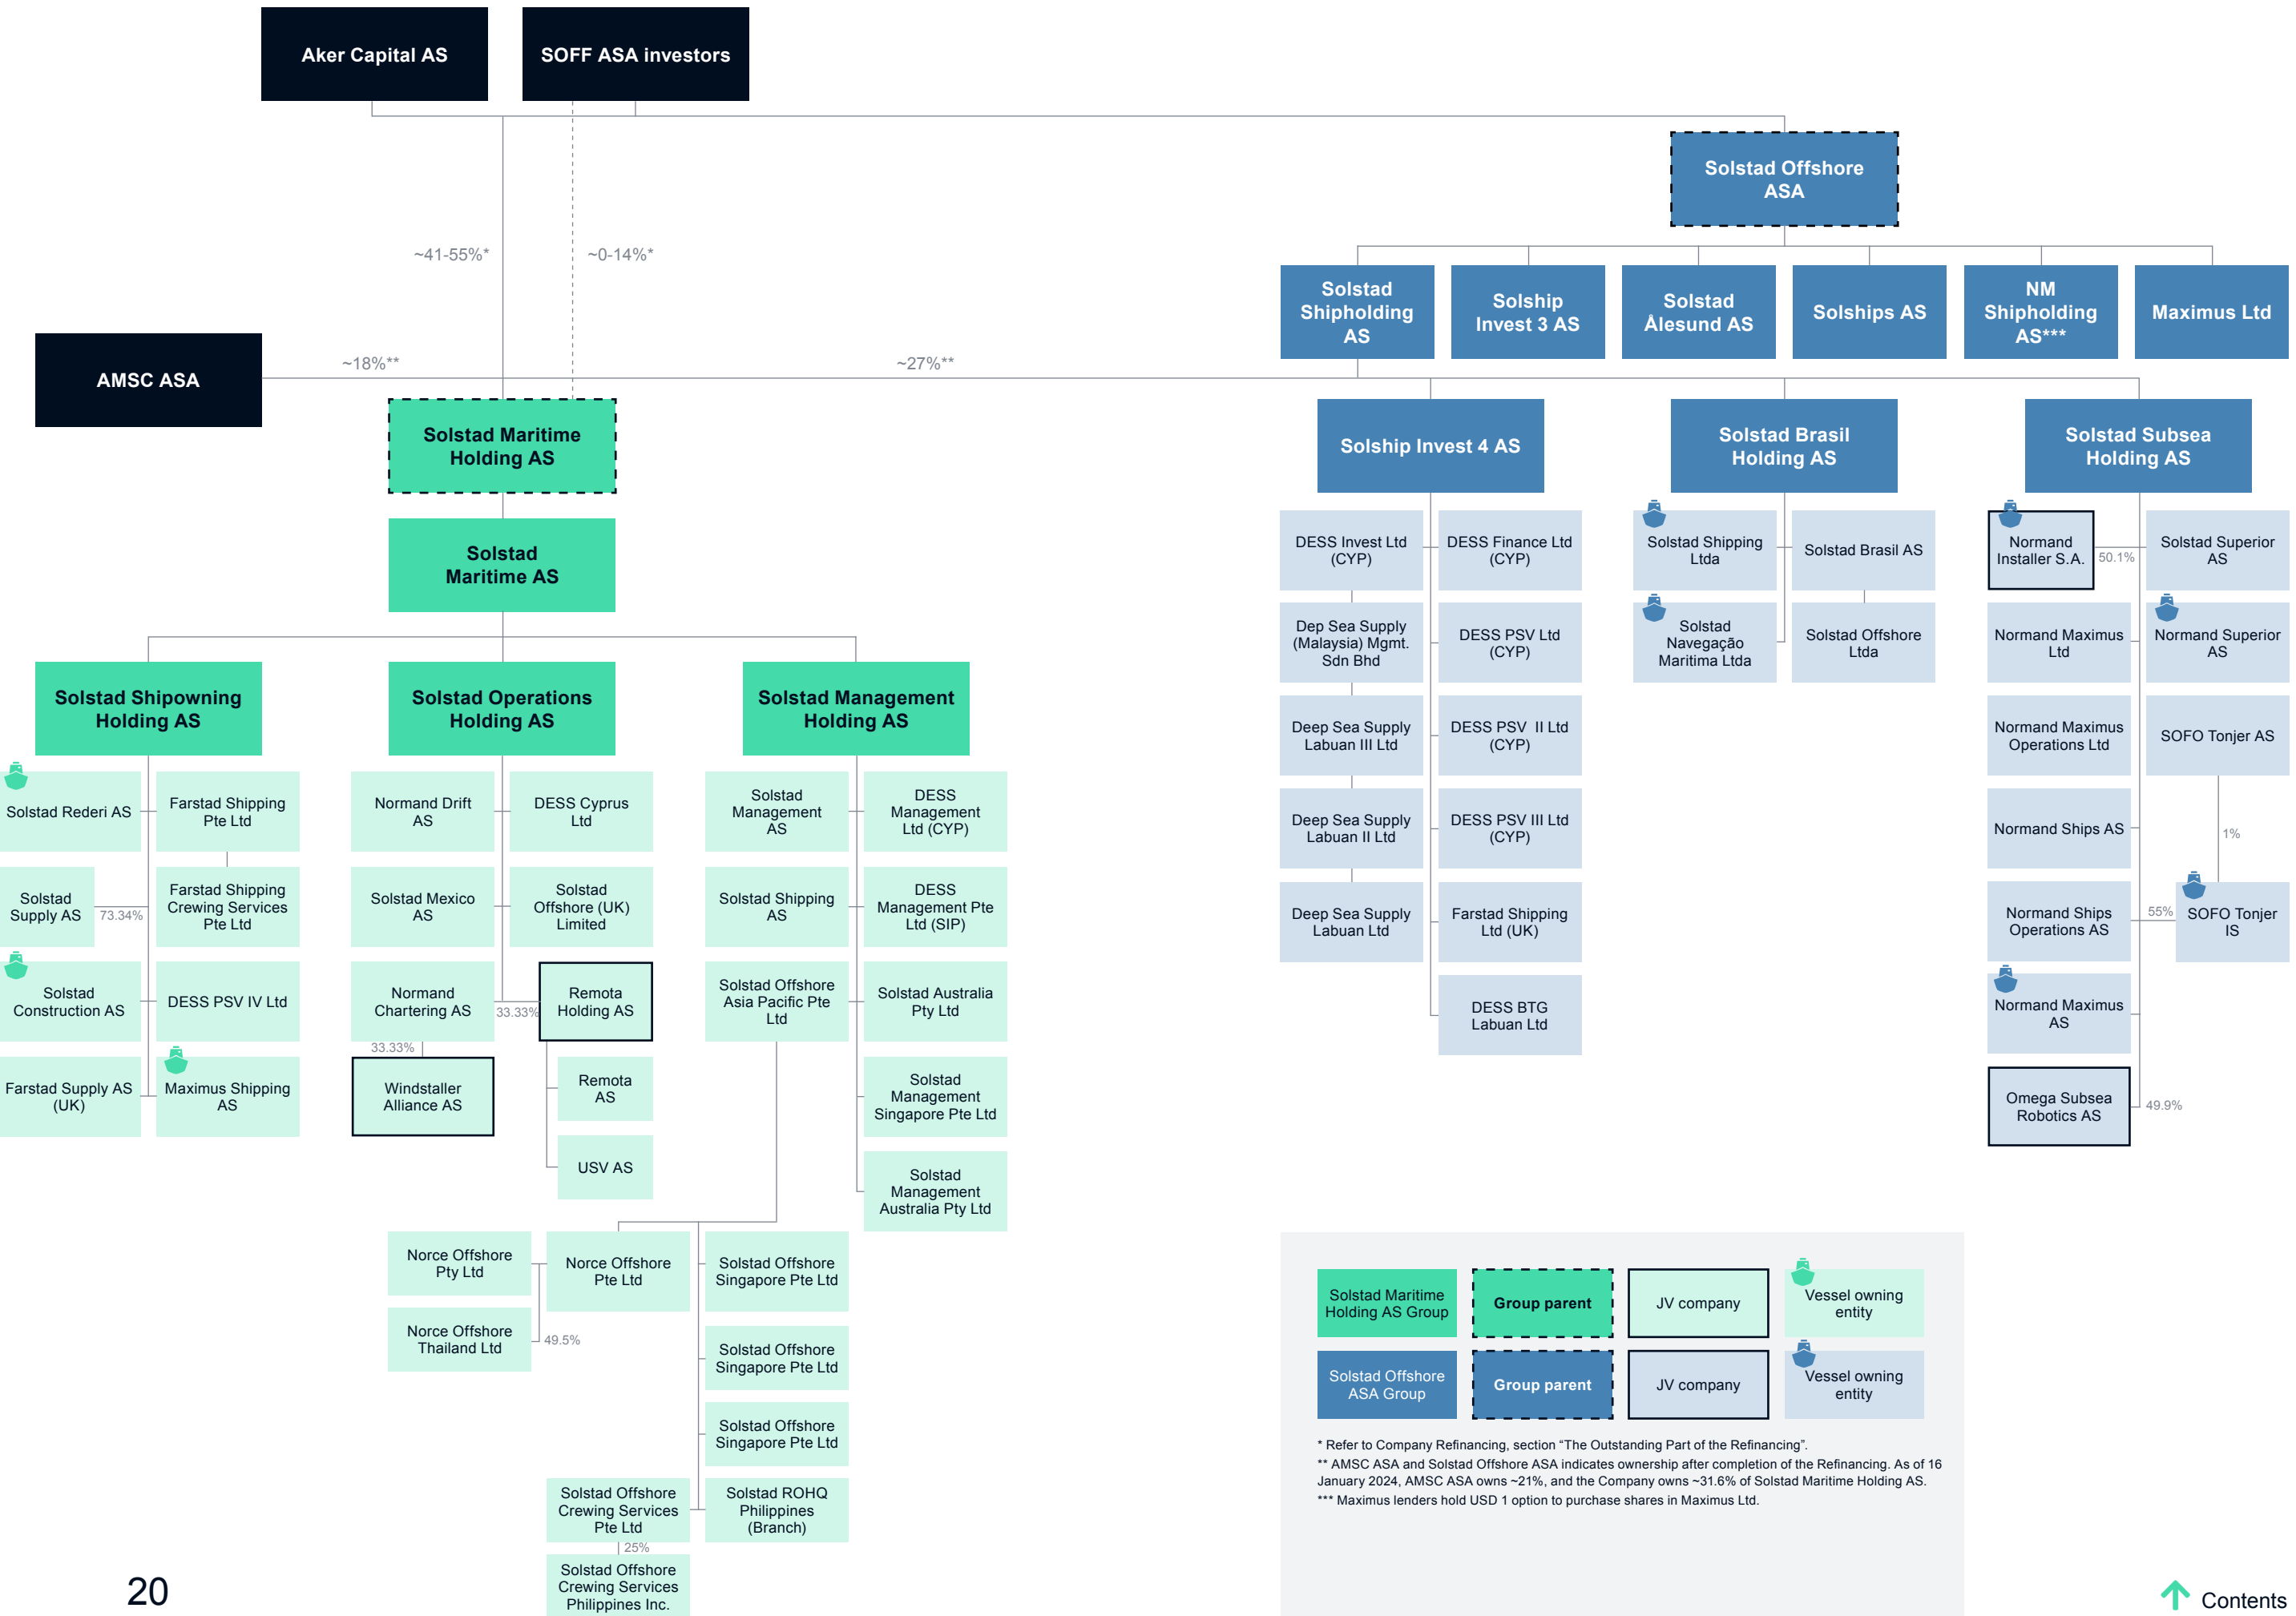 Aker Capital AS
SOFF ASA investors
Solstad Offshore
ASA
~41-55%*
~0-14%*
Solstad
Shipholding
AS
Solship
Invest 3 AS
Solstad
Ålesund AS
Solships AS
NM
Shipholding
AS***
Maximus Ltd
AMSC ASA
~18%**
~27%**
Solstad Maritime
Holding AS
Solship Invest 4 AS
Solstad Brasil
Holding AS
Solstad Subsea
Holding AS
Solstad
Maritime AS
Solstad Shipowning
Holding AS
Solstad Operations
Holding AS
Solstad Management
Holding AS
Solstad Rederi AS
Farstad Shipping
Pte Ltd
Solstad
Supply AS
73.34%
Farstad Shipping
Crewing Services
Pte Ltd
Solstad
Construction AS
DESS PSV IV Ltd
Farstad Supply AS
(UK)
Maximus Shipping
AS
Normand Drift
AS
DESS Cyprus
Ltd
Solstad Mexico
AS
Solstad
Offshore (UK)
Limited
Normand
Chartering AS
33.33%
Remota
Holding AS
33.33%
Windstaller
Alliance AS
Remota
AS
USV AS
Solstad
Management
AS
DESS
Management
Ltd (CYP)
Solstad Shipping
AS
DESS
Management Pte
Ltd (SIP)
Solstad Offshore
Asia Pacific Pte
Ltd
Solstad Australia
Pty Ltd
Solstad
Management
Singapore Pte Ltd
Solstad
Management
Australia Pty Ltd
Norce Offshore
Pty Ltd
Norce Offshore
Pte Ltd
Solstad Offshore
Singapore Pte Ltd
Norce Offshore
Thailand Ltd
49.5%
Solstad Offshore
Singapore Pte Ltd
Solstad Offshore
Singapore Pte Ltd
Solstad Offshore
Crewing Services
Pte Ltd
Solstad ROHQ
Philippines
(Branch)
25%
Solstad Offshore
Crewing Services
Philippines Inc.
DESS Invest Ltd
(CYP)
DESS Finance Ltd
(CYP)
Dep Sea Supply
(Malaysia) Mgmt.
Sdn Bhd
DESS PSV Ltd
(CYP)
Deep Sea Supply
Labuan III Ltd
DESS PSV  II Ltd
(CYP)
Deep Sea Supply
Labuan II Ltd
DESS PSV III Ltd
(CYP)
Deep Sea Supply
Labuan Ltd
Farstad Shipping
Ltd (UK)
DESS BTG
Labuan Ltd
Solstad Shipping
Ltda
Solstad Brasil AS
Solstad
Navegação
Maritima Ltda
Solstad Offshore
Ltda
Normand
Installer S.A.
50.1%
Solstad Superior
AS
Normand Maximus
Ltd
Normand Superior
AS
Normand Maximus
Operations Ltd
SOFO Tonjer AS
Normand Ships AS
1%
Normand Ships
Operations AS
55%
SOFO Tonjer
IS
Normand Maximus
AS
Omega Subsea
Robotics AS
49.9%
Solstad Maritime
Holding AS Group
Group parent
JV company
Vessel owning
entity
Solstad Offshore
ASA Group
Group parent
JV company
Vessel owning
entity
* Refer to Company Refinancing, section “The Outstanding Part of the Refinancing”.
** AMSC ASA and Solstad Offshore ASA indicates ownership after completion of the Refinancing. As of 16
January 2024, AMSC ASA owns ~21%, and the Company owns ~31.6% of Solstad Maritime Holding AS.
*** Maximus lenders hold USD 1 option to purchase shares in Maximus Ltd.
20
Contents